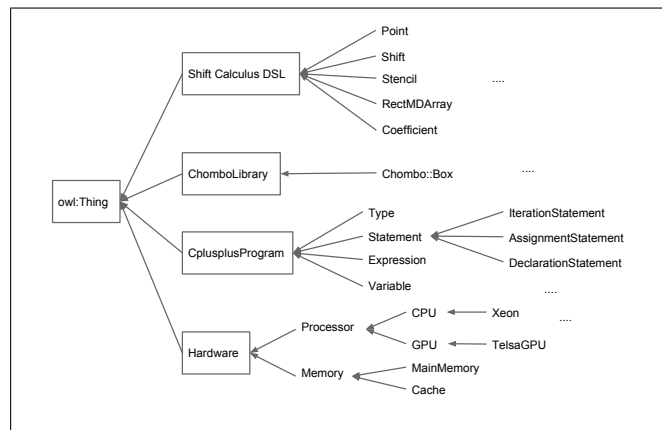 Point
Shift
Shift Calculus DSL
Stencil
....
RectMDArray
Coefficient
ChomboLibrary
Chombo::Box
....
owl:Thing
Type
IterationStatement
Statement
AssignmentStatement
CplusplusProgram
Expression
DeclarationStatement
Variable
....
CPU
Xeon
....
Processor
GPU
TelsaGPU
Hardware
MainMemory
Memory
Cache